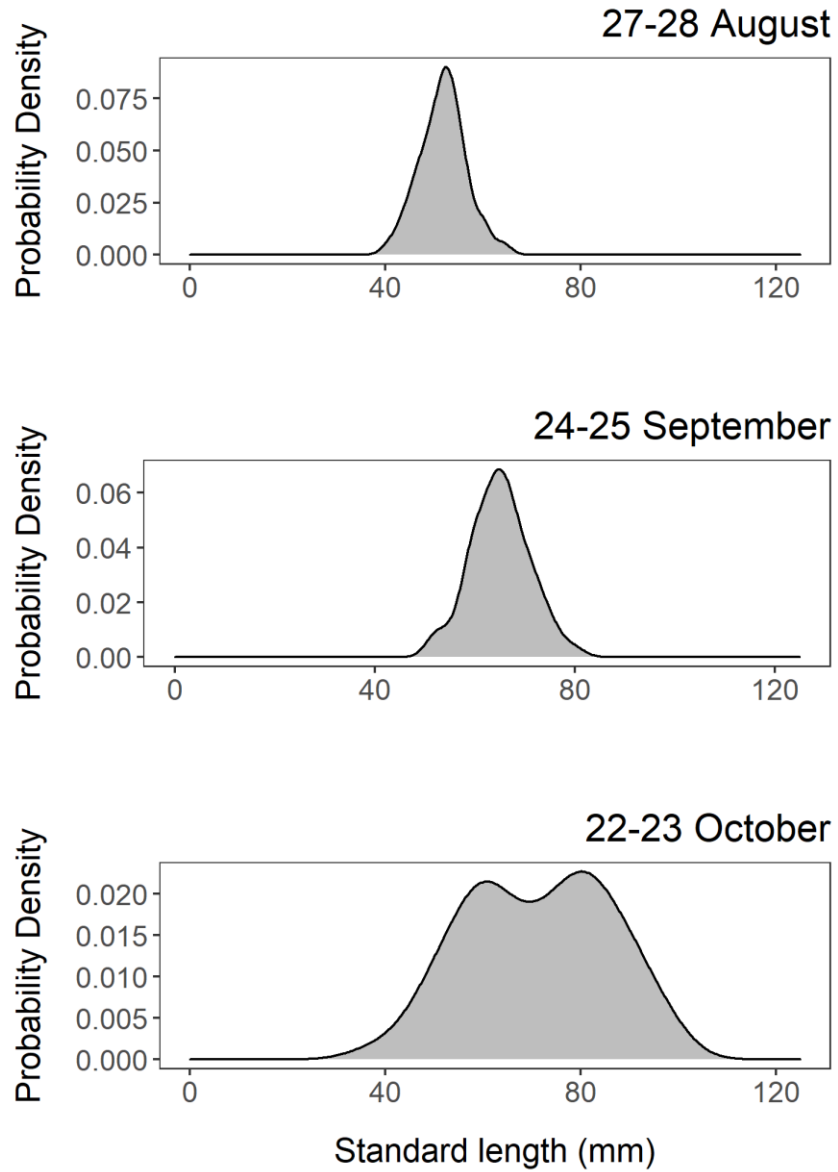 27-28 August
Probability Density
0.075
0.050
0.025
0.000
0 40 80 120
24-25 September
Probability Density
0.06
0.04
0.02
0.00
0 40 80 120
22-23 October
Probability Density
0.020
0.015
0.010
0.005
0.000
0 40 80 120
Standard length (mm)